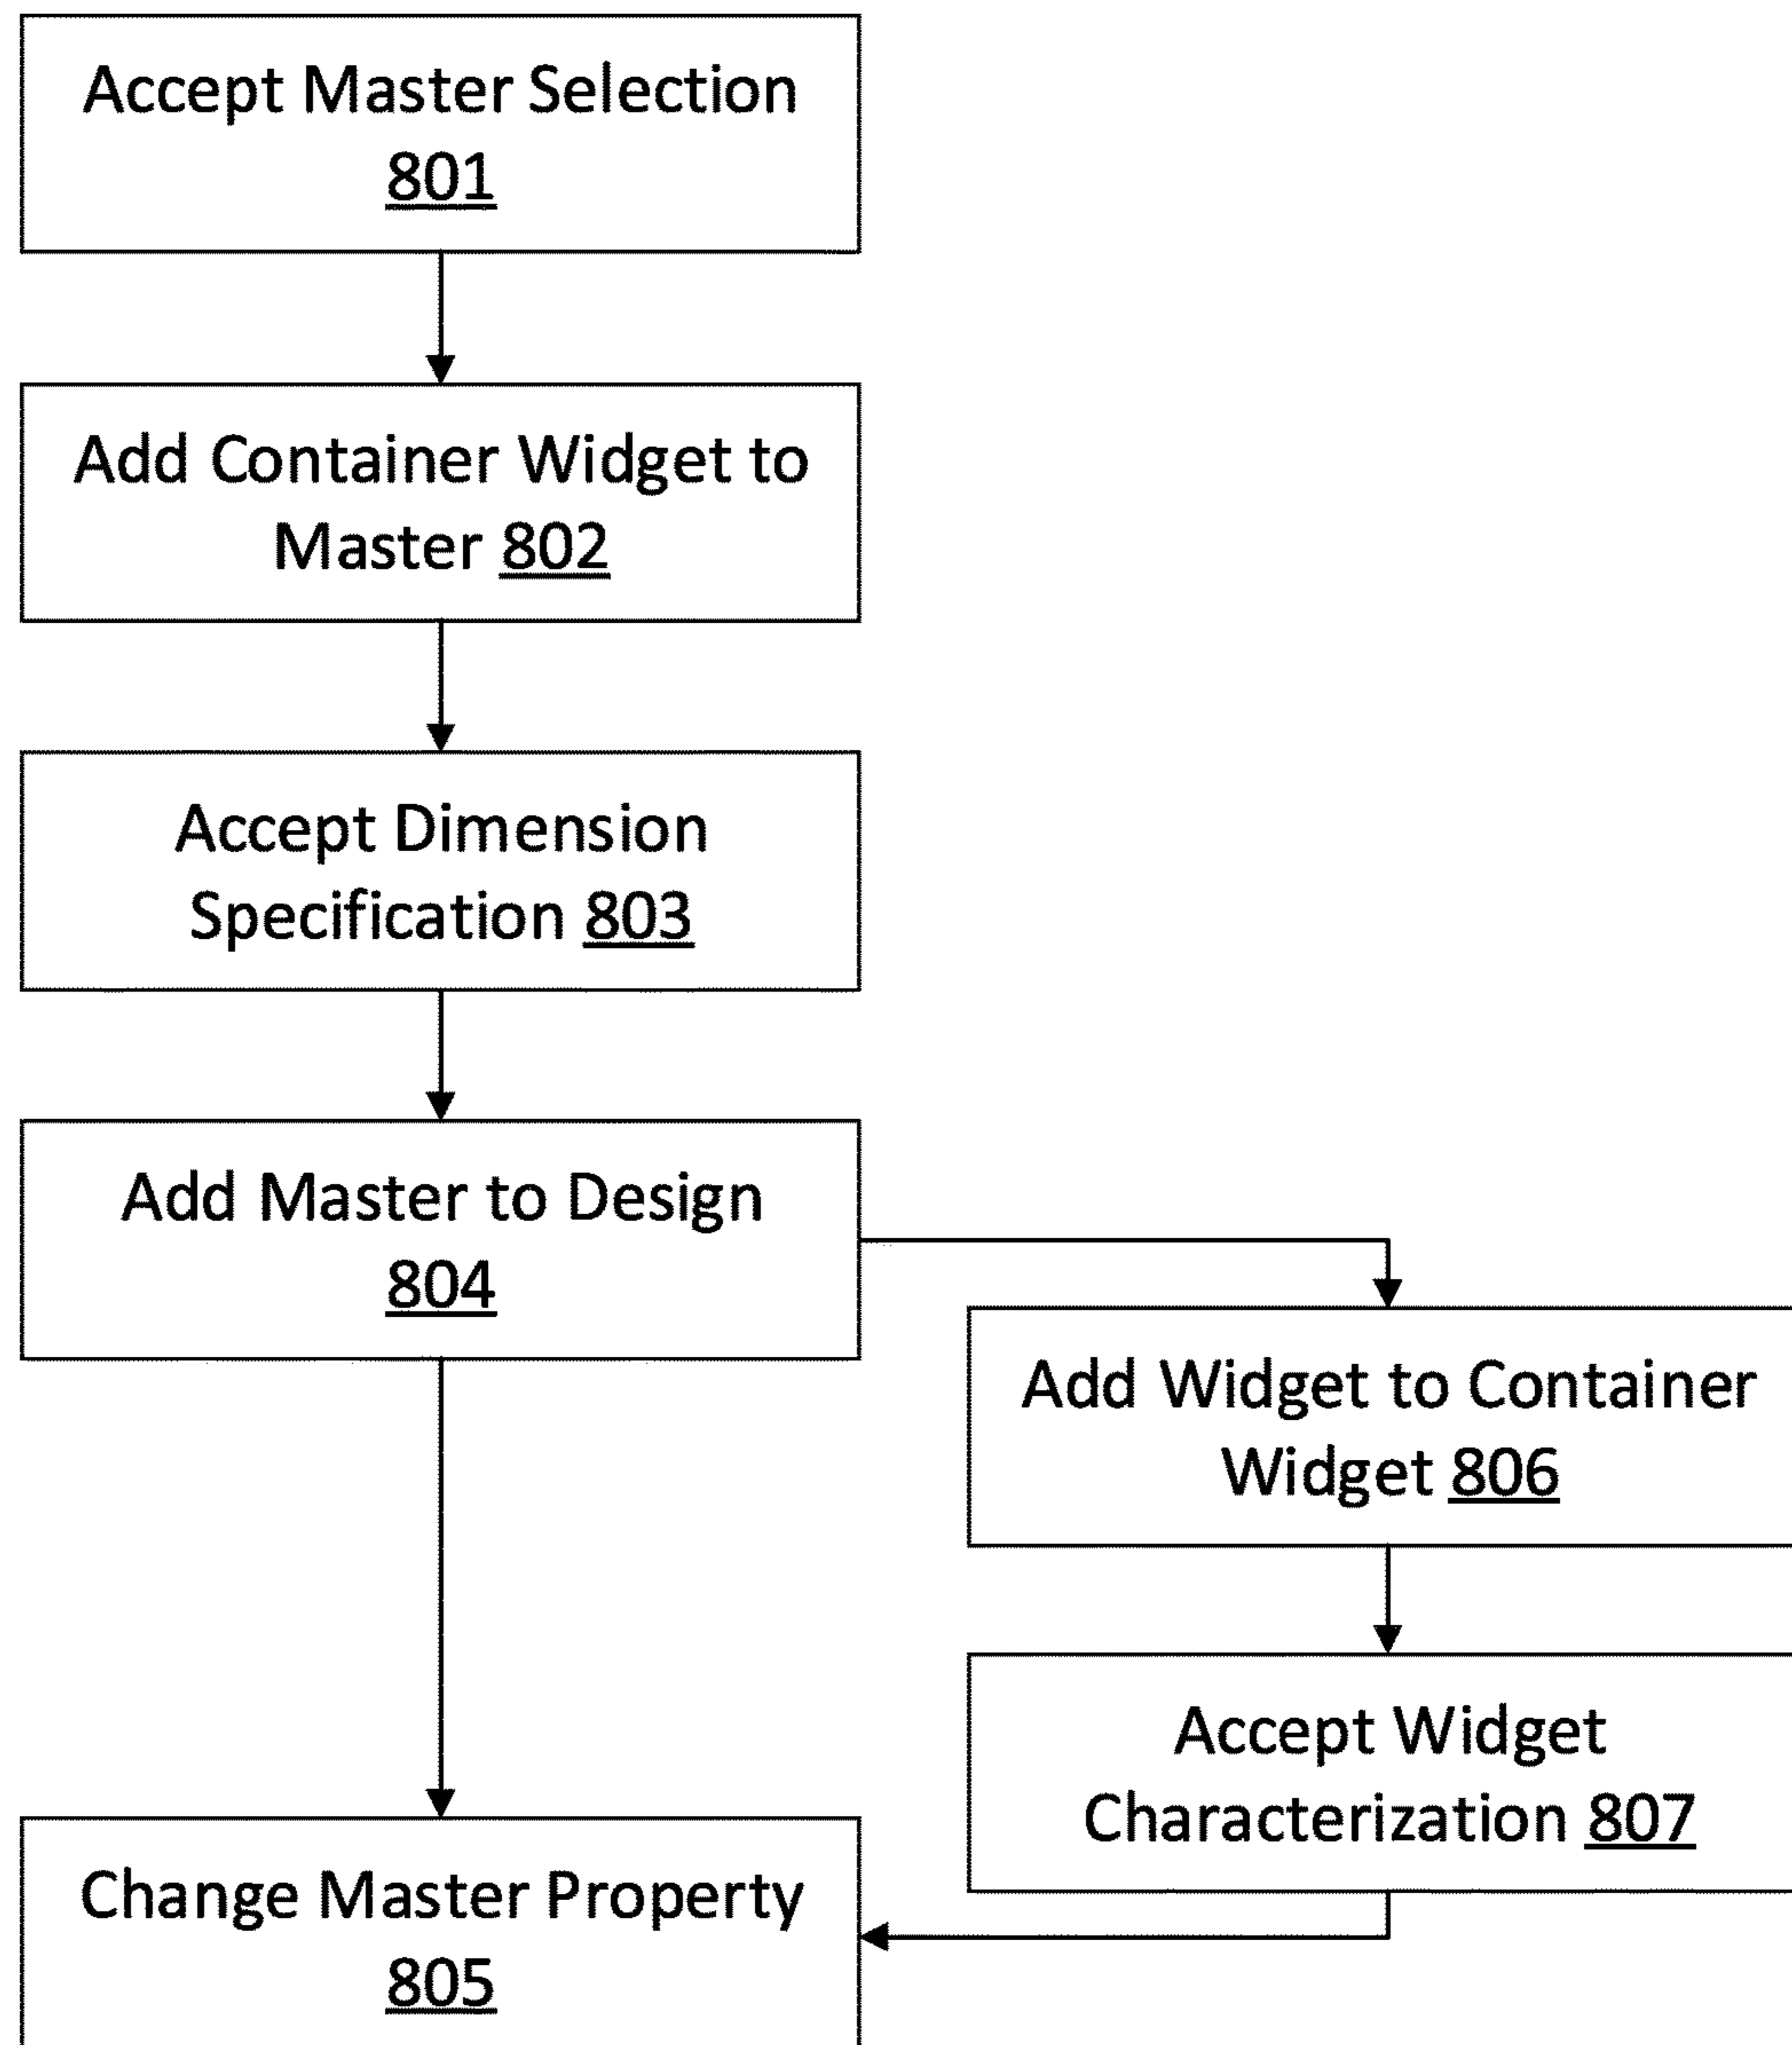 Accept Master Selection
801
Add Container Widget to
Master 802
Accept Dimension
Specification 803
Add Master to Design
804
Add Widget to Container
Widget 806
Accept Widget
Characterization 807
Change Master Property
805